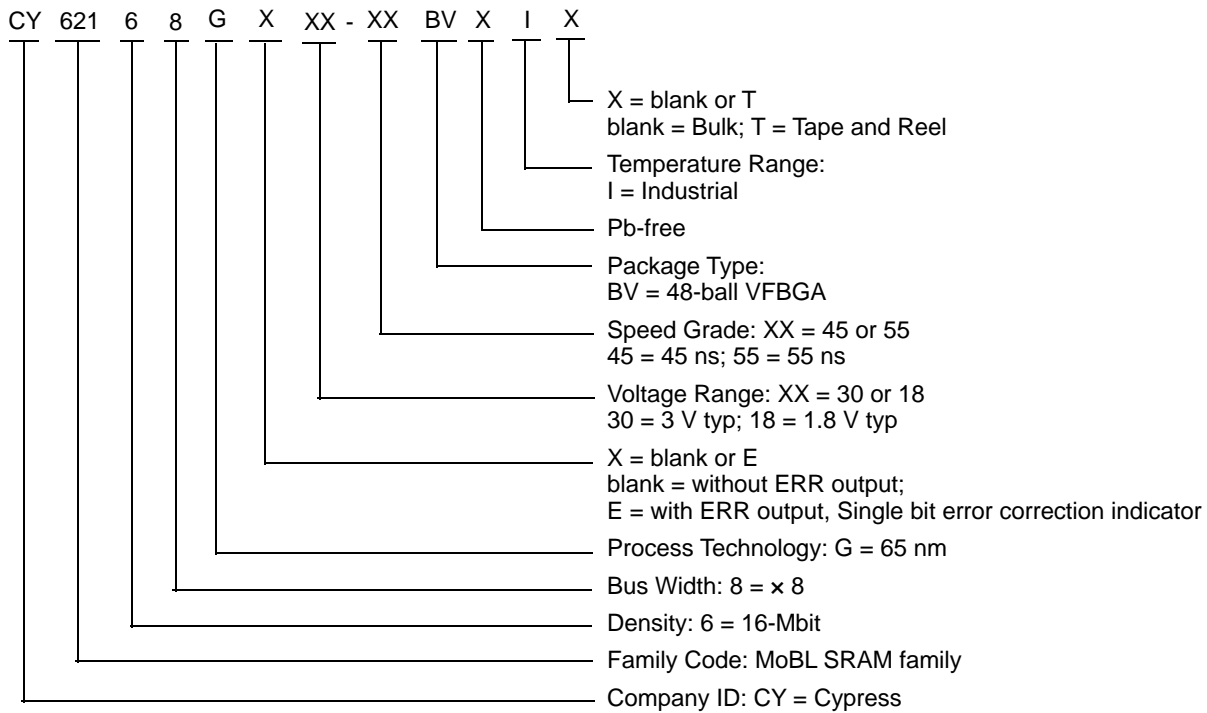 CY 621 6 8 G X XX - XX BV X I X
X = blank or T
blank = Bulk; T = Tape and Reel
Temperature Range:
I = Industrial
Pb-free
Package Type:
BV = 48-ball VFBGA
Speed Grade: XX = 45 or 55
45 = 45 ns; 55 = 55 ns
Voltage Range: XX = 30 or 18
30 = 3 V typ; 18 = 1.8 V typ
X = blank or E
blank = without ERR output;
E = with ERR output, Single bit error correction indicator
Process Technology: G = 65 nm
Bus Width: 8 = × 8
Density: 6 = 16-Mbit
Family Code: MoBL SRAM family
Company ID: CY = Cypress